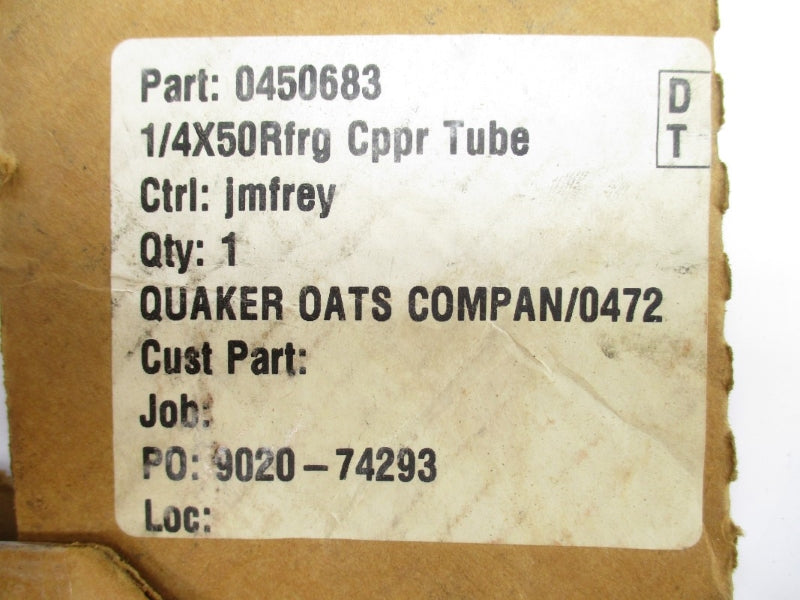 Part: 0450683
1/4X50Rfrg Cppr Tube
Ctrl: jmfrey
Qty: 1
QUAKER OATS COMPAN/0472
Cust Part:
Job:
PO: 9020-74293
Loc:
D
T